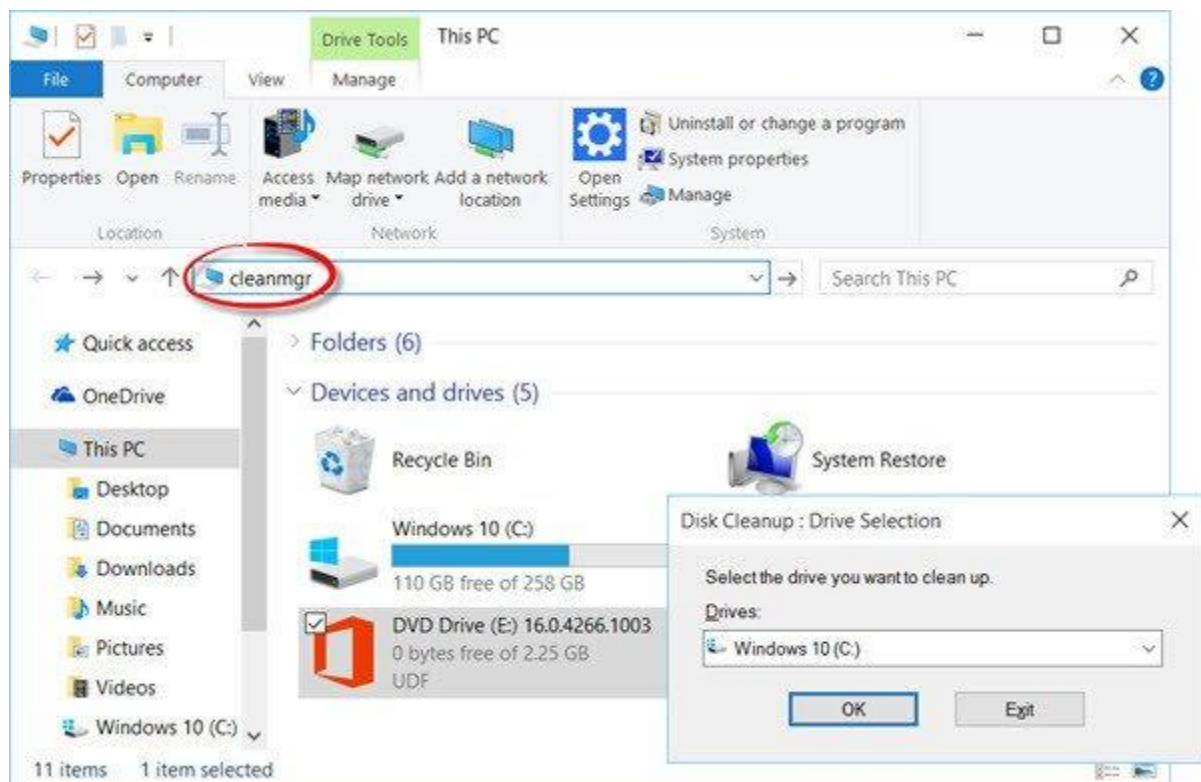 Drive Tools This PC
File Computer View Manage
Properties Open Rename Access media Map network drive Add a network location Open Settings Uninstall or change a program
System properties
Manage
Location Network System
cleanmgr Search This PC
Quick access
OneDrive
This PC
Desktop
Documents
Downloads
Music
Pictures
Videos
Windows 10 (C:)
Folders (6)
Devices and drives (5)
Recycle Bin
System Restore
Windows 10 (C:)
110 GB free of 258 GB
DVD Drive (E:) 16.0.4266.1003
0 bytes free of 2.25 GB
UDF
Disk Cleanup : Drive Selection
Select the drive you want to clean up.
Drives:
Windows 10 (C:)
OK Exit
11 items 1 item selected